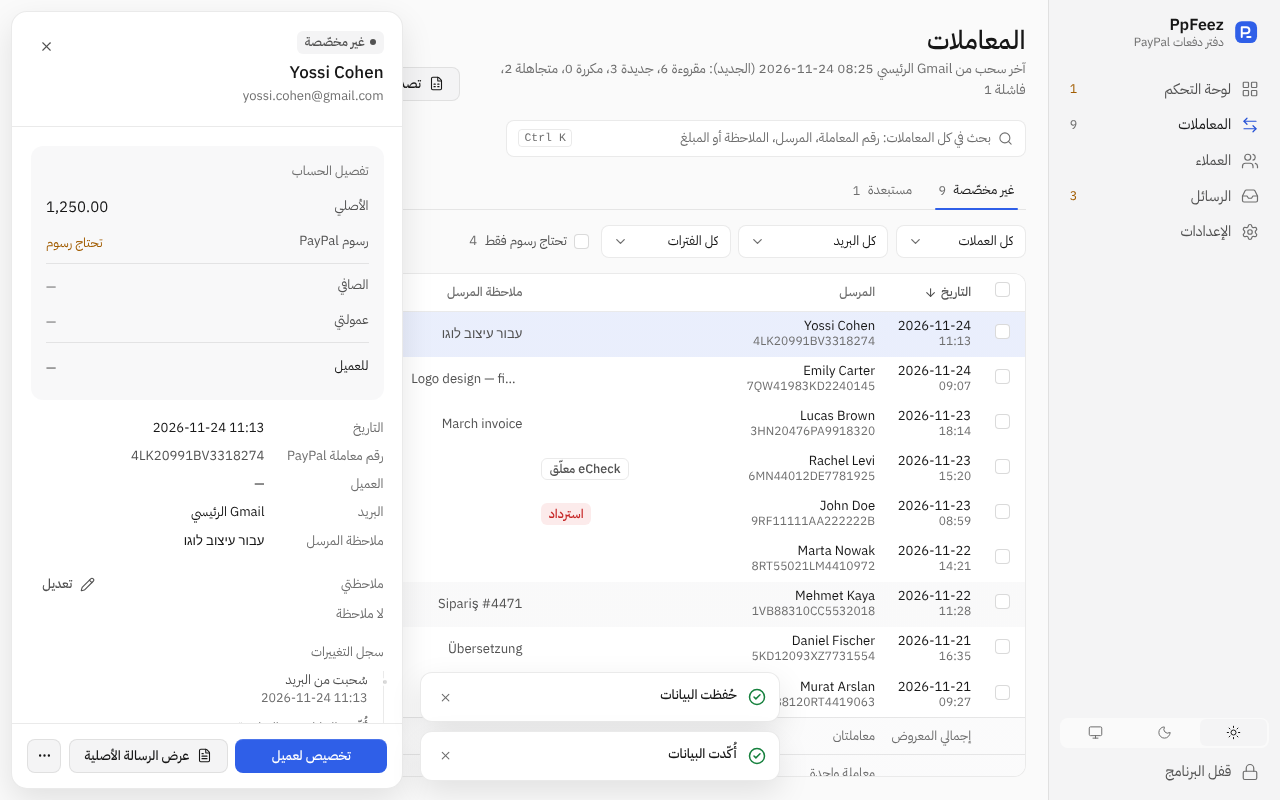 PpFeez
دفتر دفعات PayPal
لوحة التحكم 1
المعاملات 9
العملاء
الرسائل 3
الإعدادات
قفل البرنامج
المعاملات
آخر سحب من Gmail الرئيسي 2026-11-24 08:25 (الجديد): مقروءة 6، جديدة 3، مكررة 0، متجاهلة 2،
فاشلة 1
بحث في كل المعاملات: رقم المعاملة، المرسل، الملاحظة أو المبلغ Ctrl K
غير مخصّصة 9 مستبعدة 1
كل العملات كل البريد كل الفترات تحتاج رسوم فقط 4
التاريخ ↓ المرسل ملاحظة المرسل
2026-11-24 Yossi Cohen עבור עיצוב לוגו
11:13 4LK20991BV3318274
2026-11-24 Emily Carter Logo design — fi...
09:07 7QW41983KD2240145
2026-11-23 Lucas Brown March invoice
18:14 3HN20476PA9918320
2026-11-23 Rachel Levi eCheck معلّق
15:20 6MN44012DE7781925
2026-11-23 John Doe استرداد
08:59 9RF11111AA222222B
2026-11-22 Marta Nowak
14:21 8RT55021LM4410972
2026-11-22 Mehmet Kaya Sipariş #4471
11:28 1VB88310CC5532018
2026-11-21 Daniel Fischer Übersetzung
16:35 5KD12093XZ7731554
2026-11-21 Murat Arslan
09:27
إجمالي المعروض معاملتان
معاملة واحدة
حُفظت البيانات
أُكّدت البيانات
غير مخصّصة
Yossi Cohen
yossi.cohen@gmail.com
تفصيل الحساب
الأصلي 1,250.00
رسوم PayPal تحتاج رسوم
الصافي —
عمولتي —
للعميل —
التاريخ 2026-11-24 11:13
رقم معاملة PayPal 4LK20991BV3318274
العميل —
البريد Gmail الرئيسي
ملاحظة المرسل עבור עיצוב לוגו
ملاحظتي تعديل
لا ملاحظة
سجل التغييرات
سُحبت من البريد
2026-11-24 11:13
تخصيص لعميل عرض الرسالة الأصلية